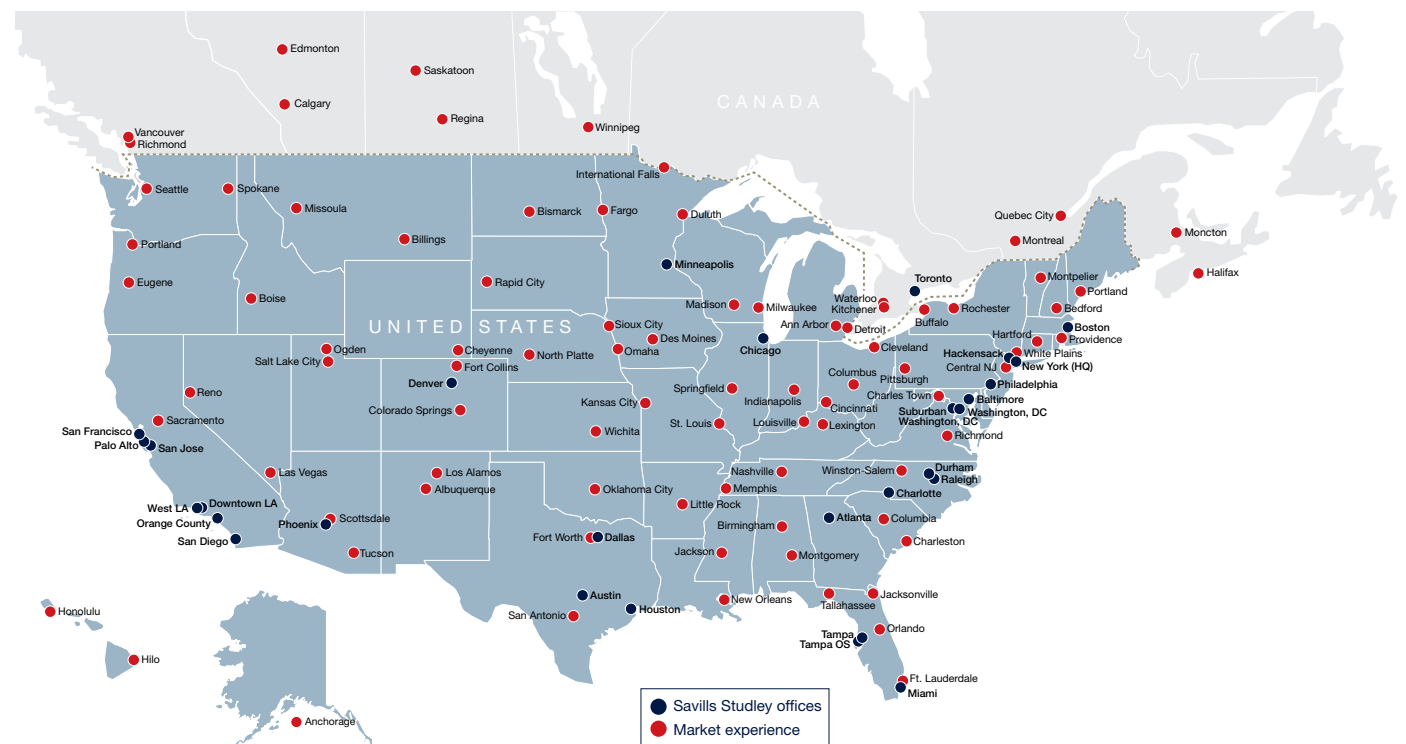 Edmonton
Saskatoon
CANADA
Calgary
Regina
Winnipeg
Vancouver
Richmond
International Falls
Seattle
Spokane
Missoula
Bismarck
Fargo
Duluth
Quebec City
Moncton
Portland
Billings
Montreal
Minneapolis
Halifax
Eugene
Rapid City
Toronto
Montpelier
Boise
Portland
Madison
Milwaukee
Waterloo
Kitchener
Rochester
Bedford
Buffalo
UNITED STATES
Sioux City
Ann Arbor
Detroit
Boston
Hartford
Providence
Des Moines
Ogden
Cheyenne
North Platte
Omaha
Chicago
Cleveland
Hackensack
White Plains
Salt Lake City
Fort Collins
Central NJ
New York (HQ)
Columbus
Pittsburgh
Denver
Philadelphia
Reno
Springfield
Indianapolis
Charles Town
Baltimore
Kansas City
Cincinnati
Suburban
Washington, DC
Washington, DC
Colorado Springs
Sacramento
St. Louis
Louisville
Lexington
San Francisco
Palo Alto
San Jose
Wichita
Richmond
Las Vegas
Los Alamos
Nashville
Winston-Salem
Durham
Raleigh
Albuquerque
Oklahoma City
Memphis
Charlotte
West LA
Downtown LA
Little Rock
Orange County
Phoenix
Scottsdale
Birmingham
Atlanta
Columbia
San Diego
Fort Worth
Dallas
Charleston
Tucson
Jackson
Montgomery
Austin
New Orleans
Tallahassee
Jacksonville
Honolulu
San Antonio
Houston
Orlando
Tampa
Tampa OS
Hilo
Ft. Lauderdale
Miami
Anchorage
Savills Studley offices
Market experience